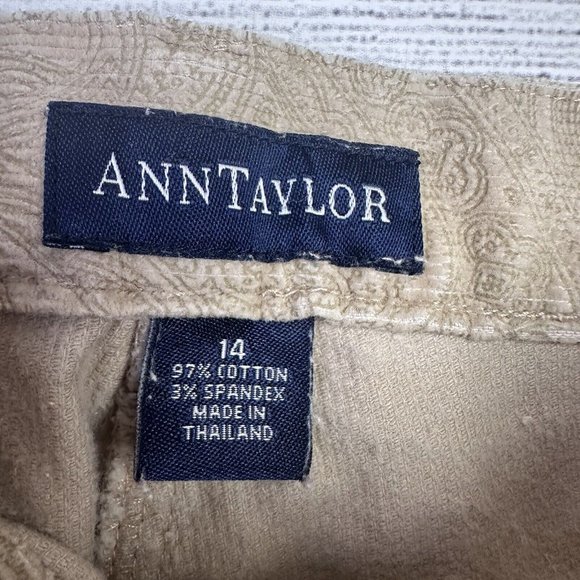 ANNTAYLOR
14
97% COTTON
3% SPANDEX
MADE IN
THAILAND